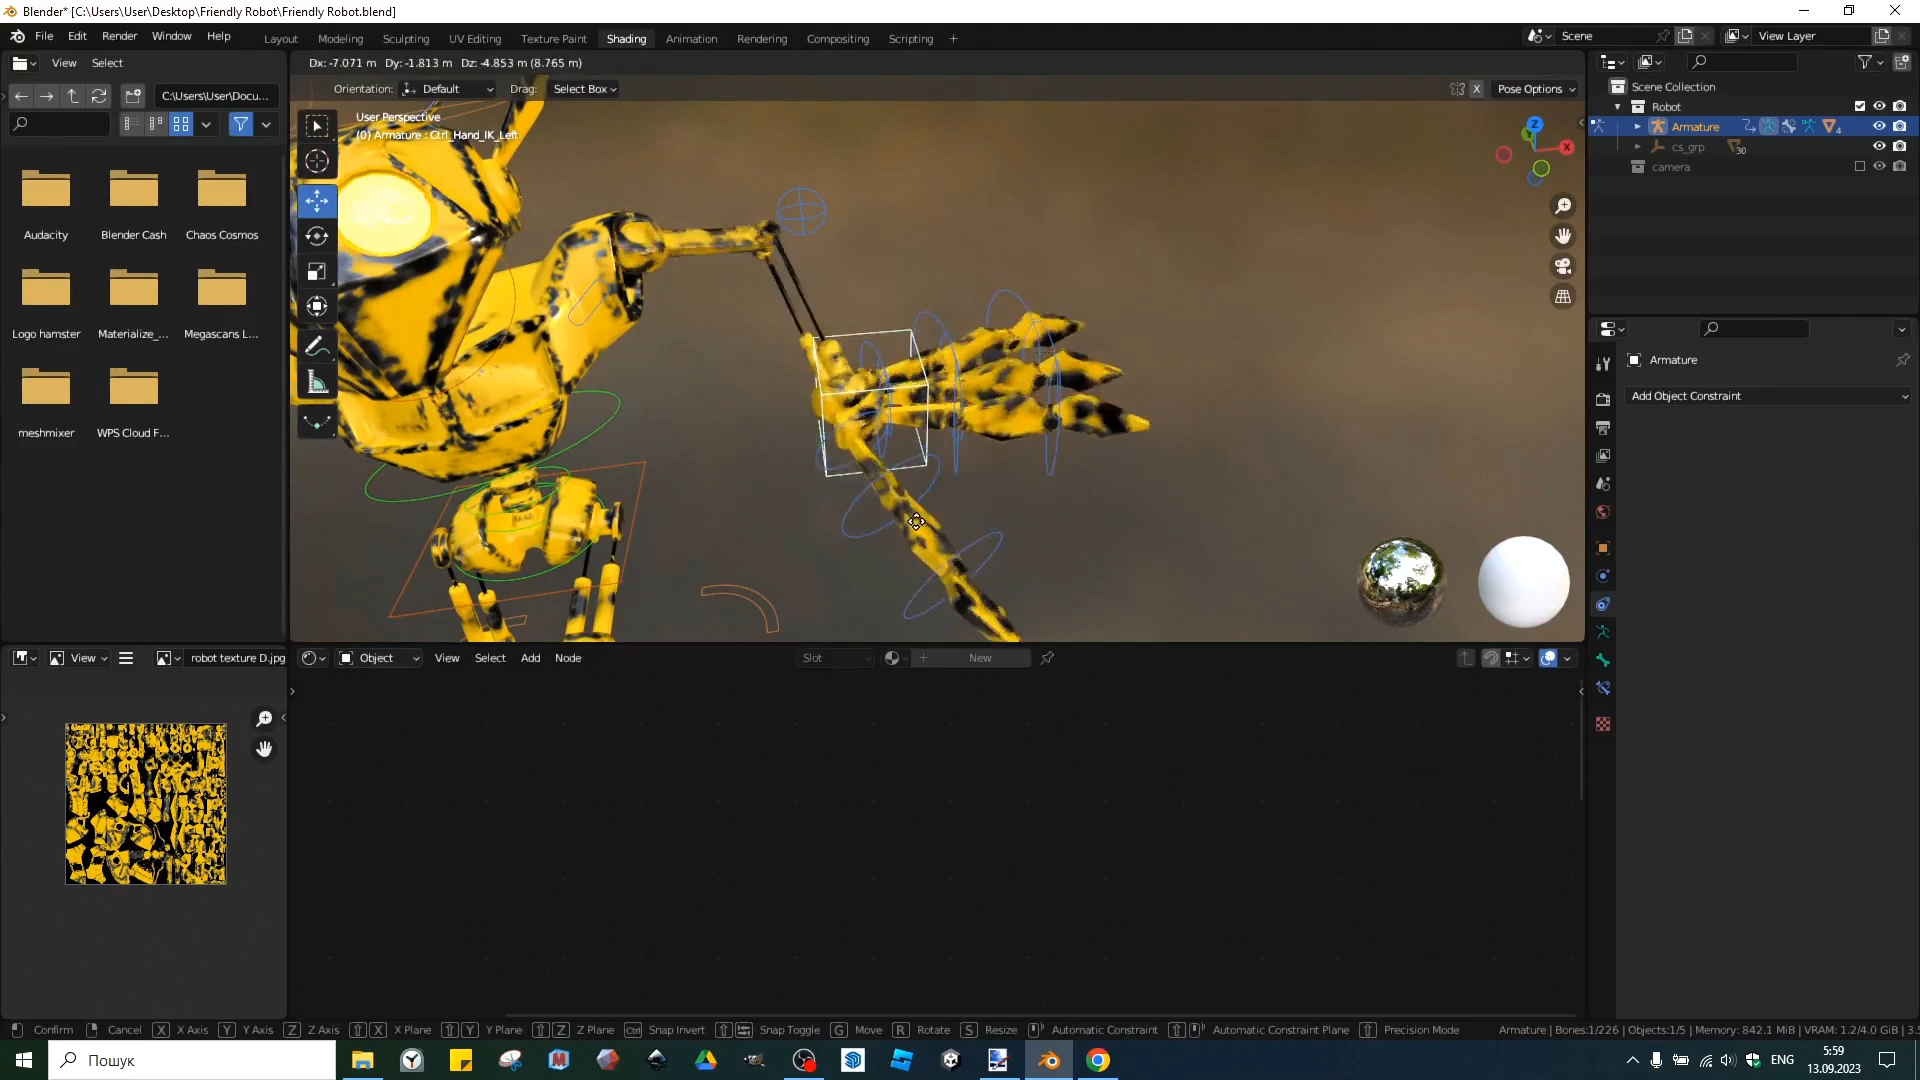 Blender* [C:\Users\User\Desktop\Friendly Robot\Friendly Robot.blend]
File Edit Render Window Help
Layout Modeling Sculpting UV Editing Texture Paint Shading Animation Rendering Compositing Scripting +
Scene
View Layer
View Select
Dx: -7.071 m Dy: -1.813 m Dz: -4.853 m (8.765 m)
C:\Users\User\Docu...
Orientation: Default Drag: Select Box
X Pose Options
User Perspective
(0) Armature : Ctrl_Hand_IK_Left
Z
Y
X
Scene Collection
Robot
Armature
4
cs_grp
30
camera
Audacity Blender Cash Chaos Cosmos
Logo hamster Materialize_... Megascans L...
meshmixer WPS Cloud F...
Armature
Add Object Constraint
View
robot texture D.jpg
Object View Select Add Node
Slot
New
Confirm Cancel X X Axis Y Y Axis Z Z Axis X X Plane Y Y Plane Z Z Plane Ctrl Snap Invert Snap Toggle G Move R Rotate S Resize Automatic Constraint Automatic Constraint Plane Precision Mode
Armature | Bones:1/226 | Objects:1/5 | Memory: 842.1 MiB | VRAM: 1.2/4.0 GiB | 3.
Пошук
ENG
5:59
13.09.2023